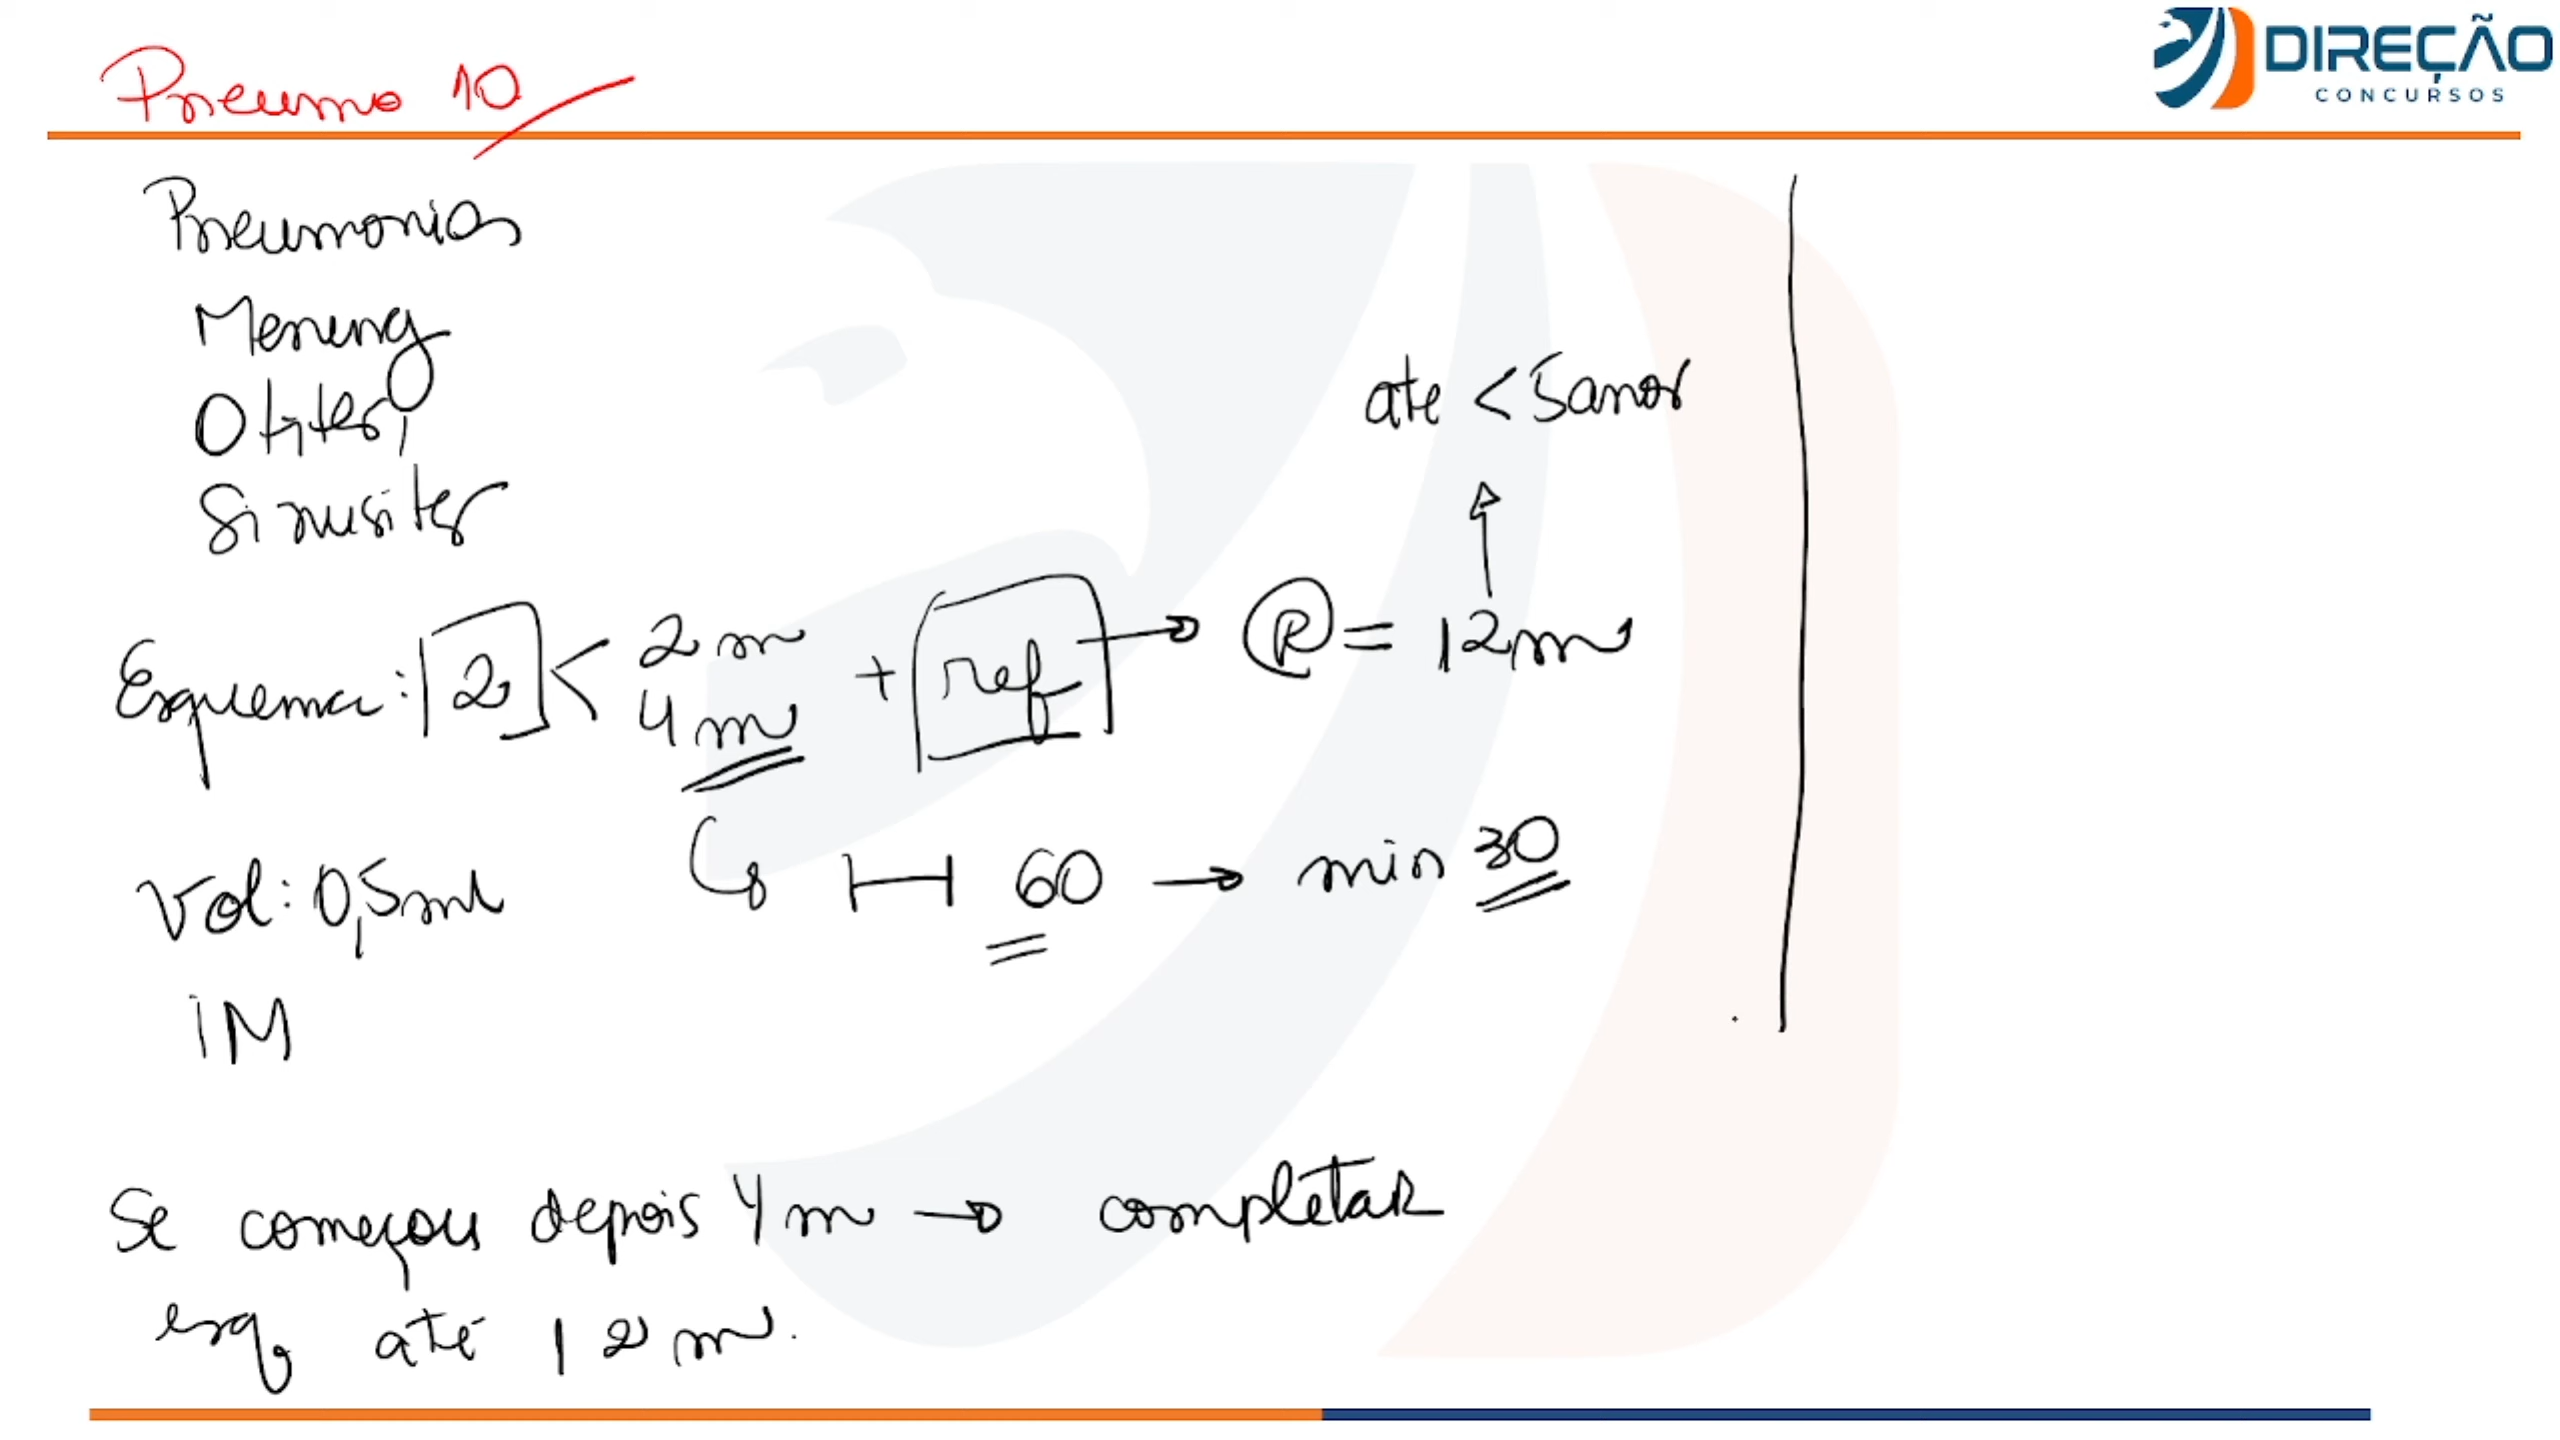 Pneumo 10
DIREÇÃO
CONCURSOS
Pneumonias
Mening
Otites,
Sinusites
até < 5 anos
Esquema: 2 < 2 m + ref → R = 12 m
4 m
Vol: 0,5 ml
60 → min 30
IM
Se começou depois 4 m → completar
esq até 12 m.